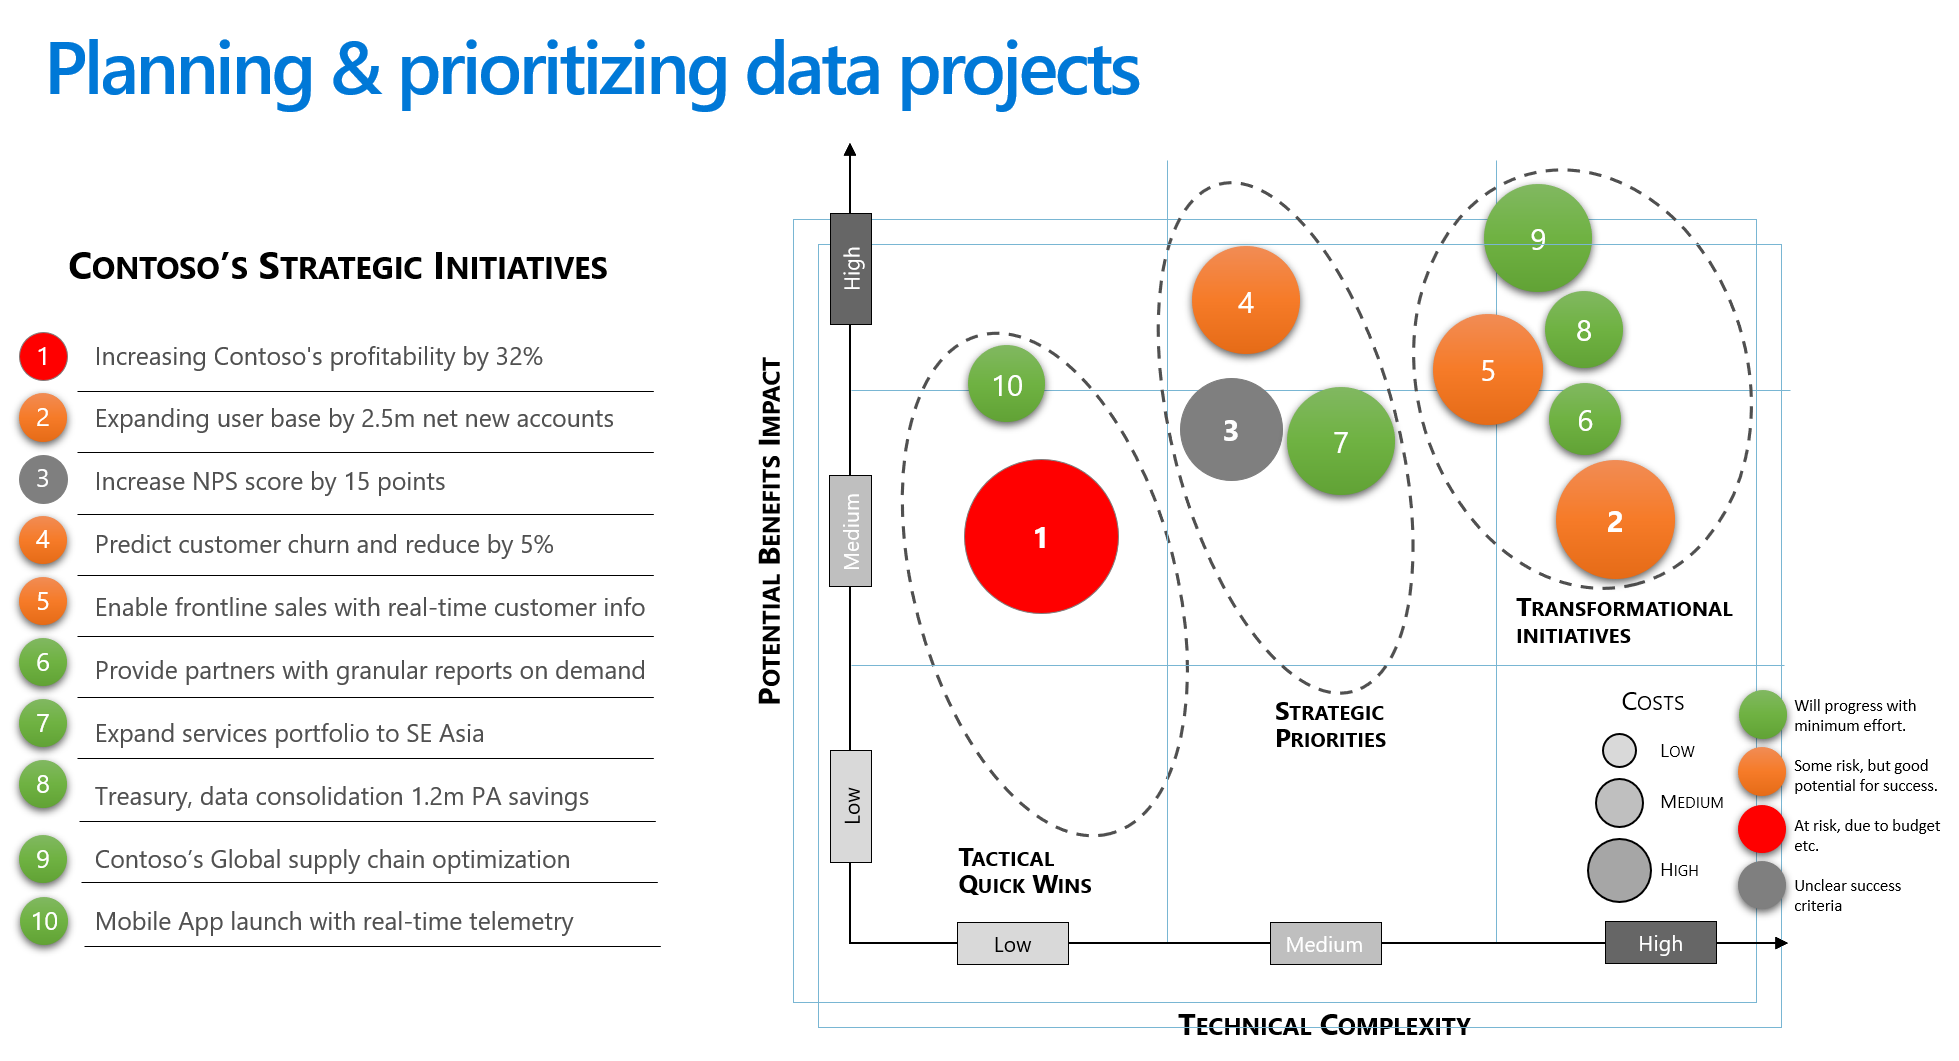 Planning & prioritizing data projects
CONTOSO’S STRATEGIC INITIATIVES
1 Increasing Contoso's profitability by 32%
2 Expanding user base by 2.5m net new accounts
3 Increase NPS score by 15 points
4 Predict customer churn and reduce by 5%
5 Enable frontline sales with real-time customer info
6 Provide partners with granular reports on demand
7 Expand services portfolio to SE Asia
8 Treasury, data consolidation 1.2m PA savings
9 Contoso’s Global supply chain optimization
10 Mobile App launch with real-time telemetry
POTENTIAL BENEFITS IMPACT
High
Medium
Low
10
1
TACTICAL
QUICK WINS
4
3
7
STRATEGIC
PRIORITIES
9
8
5
6
2
TRANSFORMATIONAL
INITIATIVES
COSTS
LOW
MEDIUM
HIGH
Will progress with
minimum effort.
Some risk, but good
potential for success.
At risk, due to budget
etc.
Unclear success
criteria
Low
Medium
High
TECHNICAL COMPLEXITY